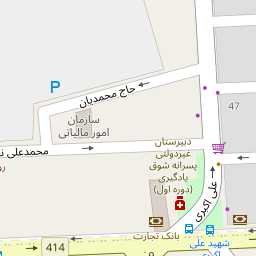 P
حاج محمدیان
سازمان
امور مالیاتی
47
محمدعلی
دبیرستان
غیردولتی
پسرانه شوق
یادگیری
(دوره اول)
علی اکبری
بانک تجارت
شهید علی
اکبری
414